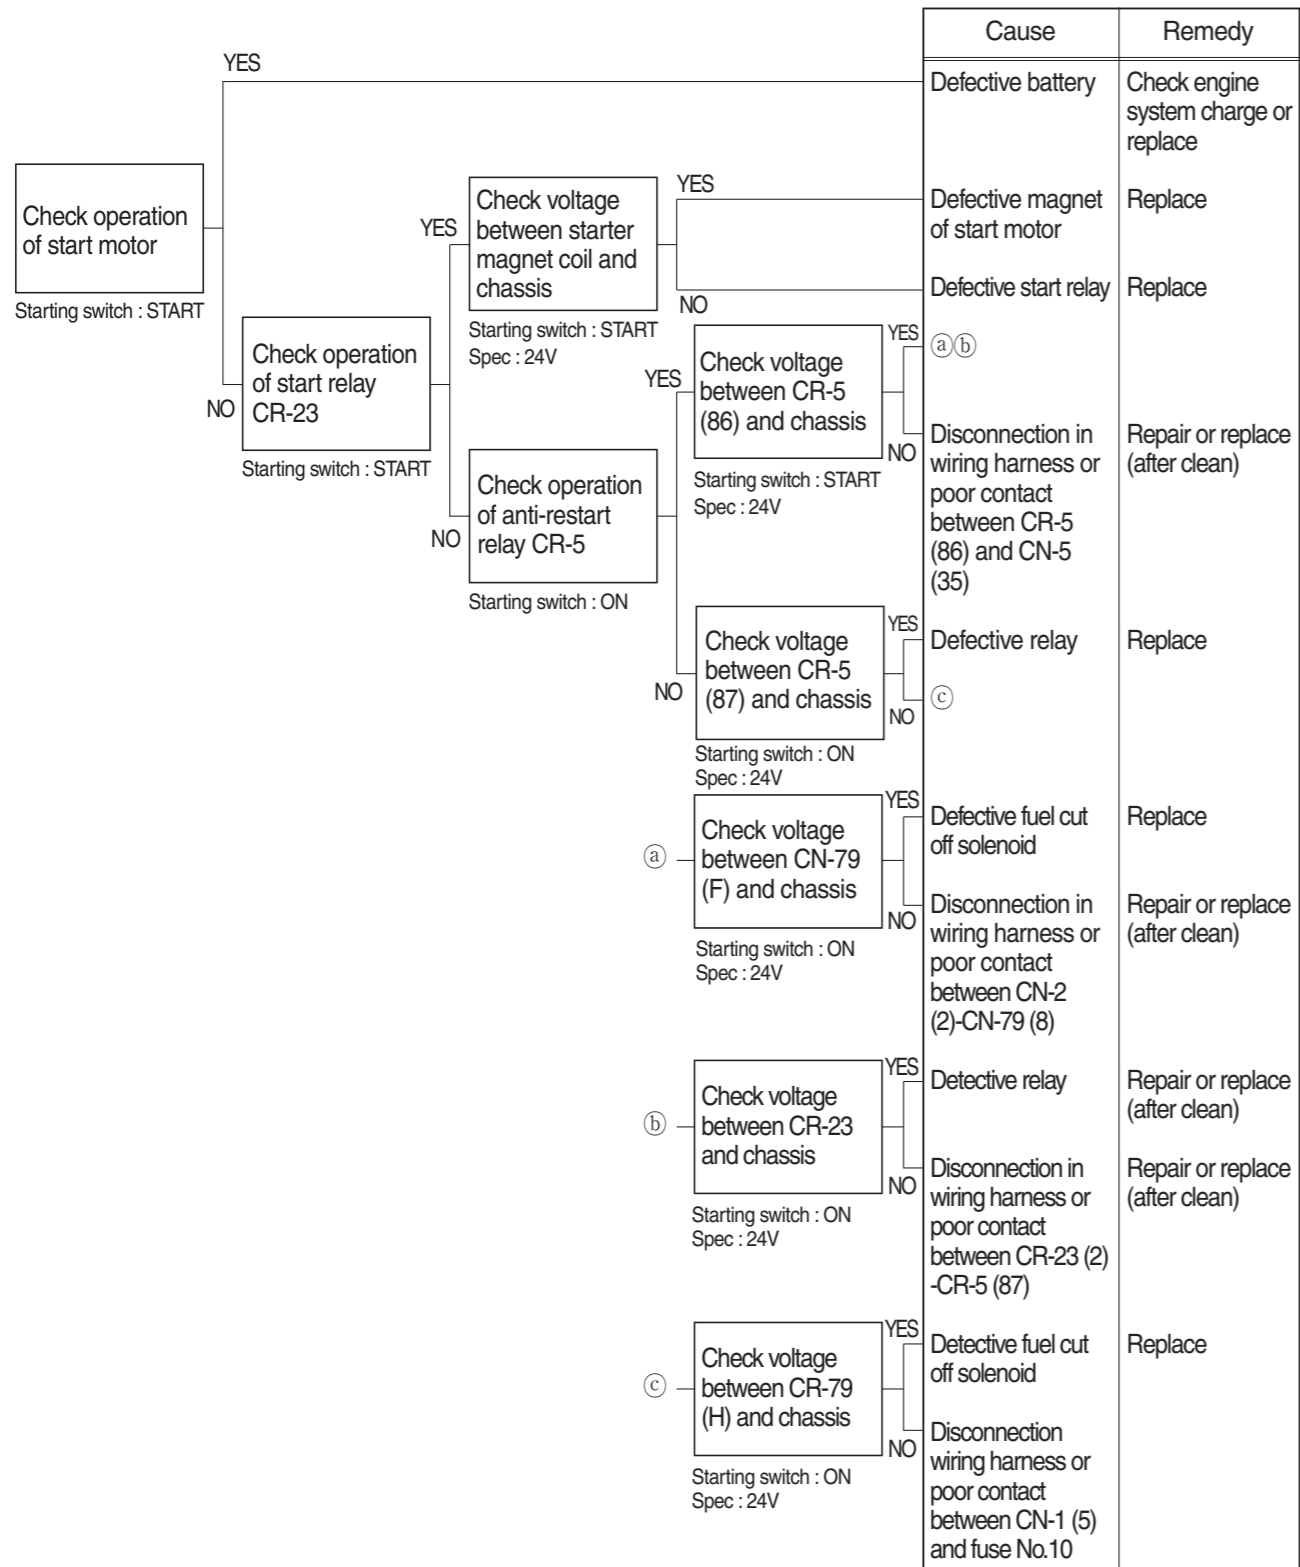 Cause
Remedy
YES
Defective battery
Check engine
system charge or
replace
Check operation
of start motor
Starting switch : START
NO
Check operation
of start relay
CR-23
Starting switch : START
YES
Check voltage
between starter
magnet coil and
chassis
Starting switch : START
Spec : 24V
YES
Defective magnet
of start motor
Replace
NO
Defective start relay
Replace
NO
Check operation
of anti-restart
relay CR-5
Starting switch : ON
YES
Check voltage
between CR-5
(86) and chassis
Starting switch : START
Spec : 24V
YES
ⓐⓑ
NO
Disconnection in
wiring harness or
poor contact
between CR-5
(86) and CN-5
(35)
Repair or replace
(after clean)
NO
Check voltage
between CR-5
(87) and chassis
Starting switch : ON
Spec : 24V
YES
Defective relay
Replace
NO
ⓒ
ⓐ
Check voltage
between CN-79
(F) and chassis
Starting switch : ON
Spec : 24V
YES
Defective fuel cut
off solenoid
Replace
NO
Disconnection in
wiring harness or
poor contact
between CN-2
(2)-CN-79 (8)
Repair or replace
(after clean)
ⓑ
Check voltage
between CR-23
and chassis
Starting switch : ON
Spec : 24V
YES
Detective relay
Repair or replace
(after clean)
NO
Disconnection in
wiring harness or
poor contact
between CR-23 (2)
-CR-5 (87)
Repair or replace
(after clean)
ⓒ
Check voltage
between CR-79
(H) and chassis
Starting switch : ON
Spec : 24V
YES
Detective fuel cut
off solenoid
Replace
NO
Disconnection
wiring harness or
poor contact
between CN-1 (5)
and fuse No.10